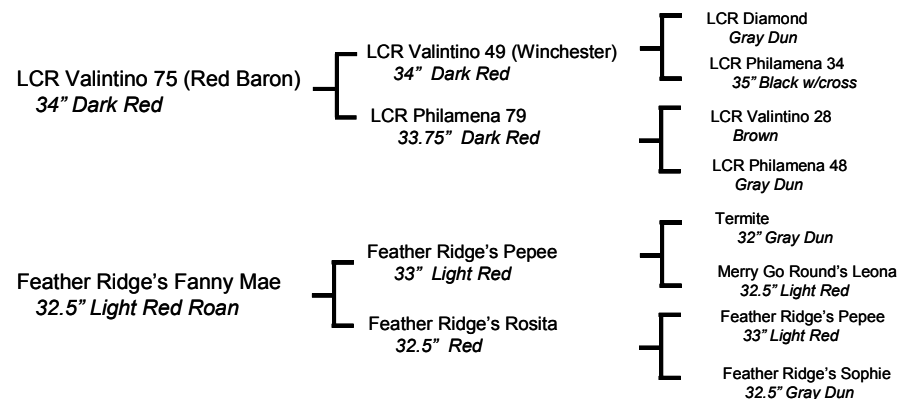 LCR Valintino 75 (Red Baron)
34” Dark Red
LCR Valintino 49 (Winchester)
34” Dark Red
LCR Philamena 79
33.75” Dark Red
LCR Diamond
Gray Dun
LCR Philamena 34
35” Black w/cross
LCR Valintino 28
Brown
LCR Philamena 48
Gray Dun
Feather Ridge’s Fanny Mae
32.5” Light Red Roan
Feather Ridge’s Pepee
33” Light Red
Feather Ridge’s Rosita
32.5” Red
Termite
32” Gray Dun
Merry Go Round’s Leona
32.5” Light Red
Feather Ridge’s Pepee
33” Light Red
Feather Ridge’s Sophie
32.5” Gray Dun